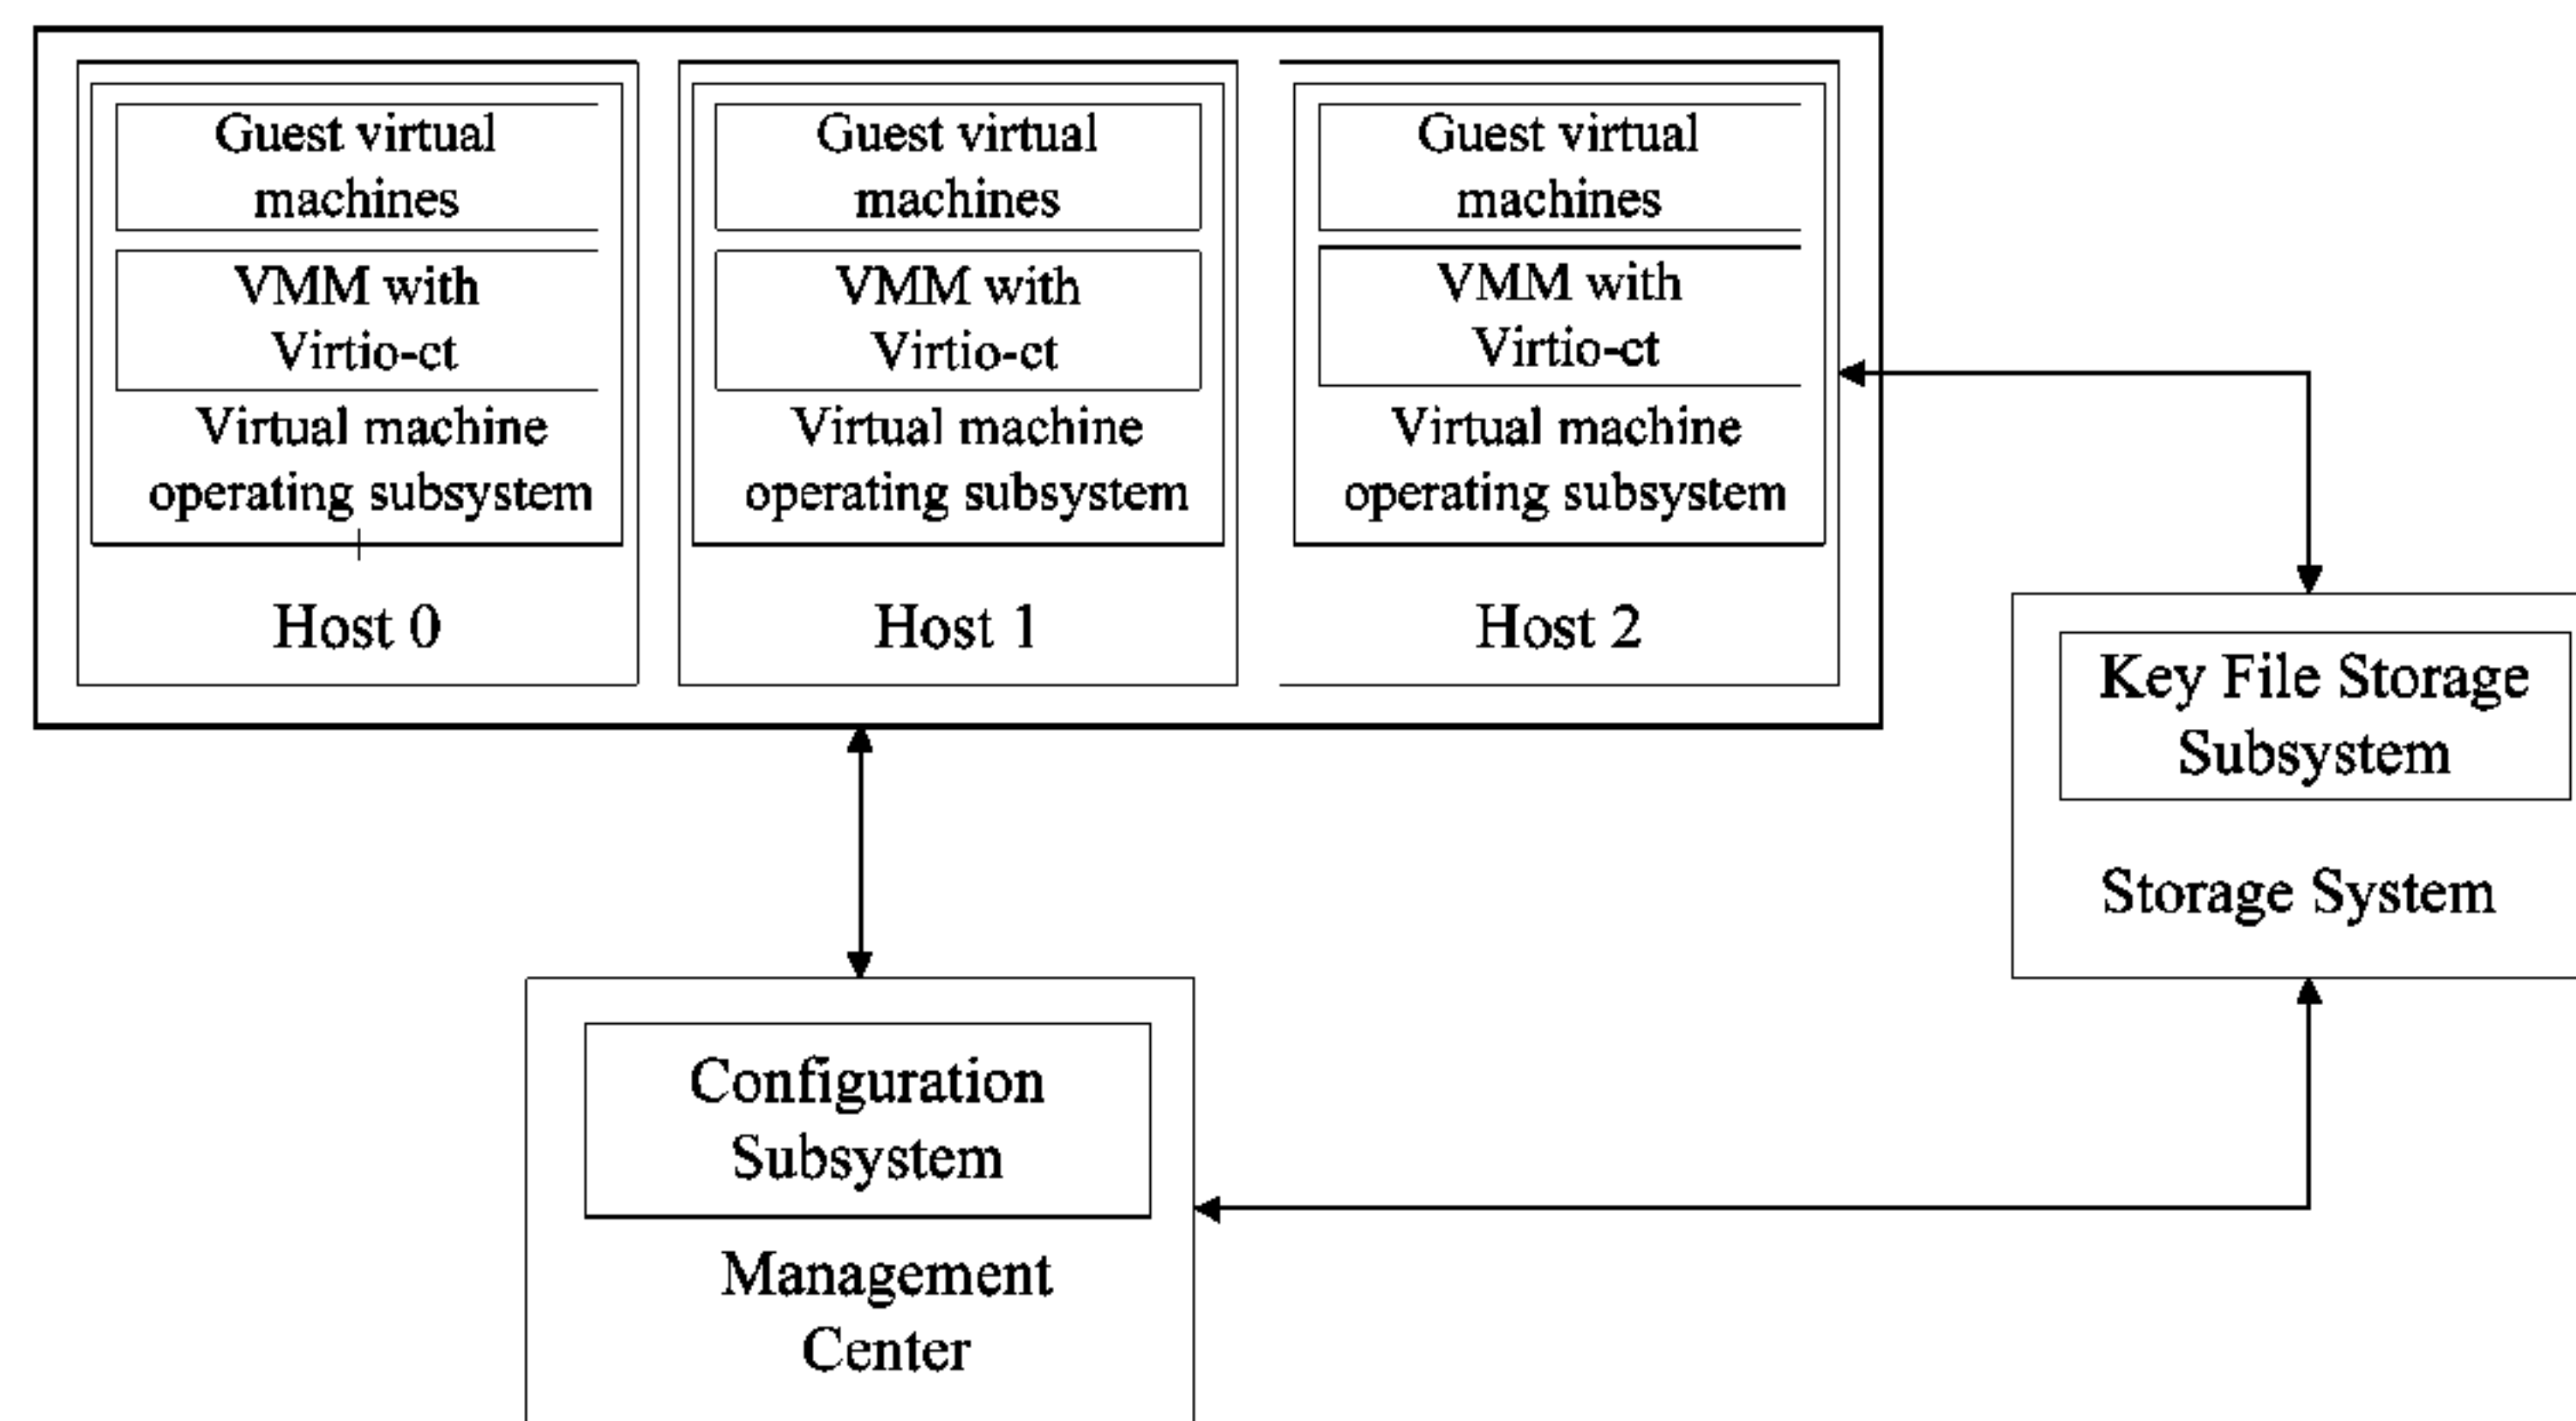 Guest virtual
machines
VMM with
Virtio-ct
Virtual machine
operating subsystem
Host 0
Guest virtual
machines
VMM with
Virtio-ct
Virtual machine
operating subsystem
Host 1
Guest virtual
machines
VMM with
Virtio-ct
Virtual machine
operating subsystem
Host 2
Key File Storage
Subsystem
Storage System
Configuration
Subsystem
Management
Center